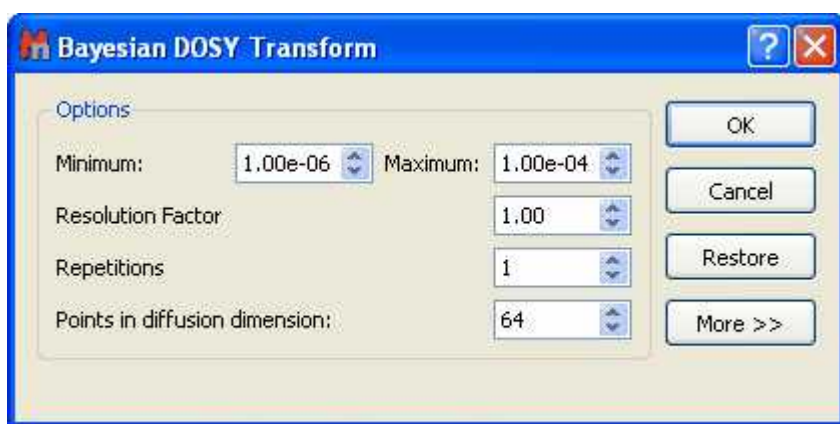 Bayesian DOSY Transform
Options
Minimum: 1.00e-06 Maximum: 1.00e-04
Resolution Factor 1.00
Repetitions 1
Points in diffusion dimension: 64
OK
Cancel
Restore
More >>